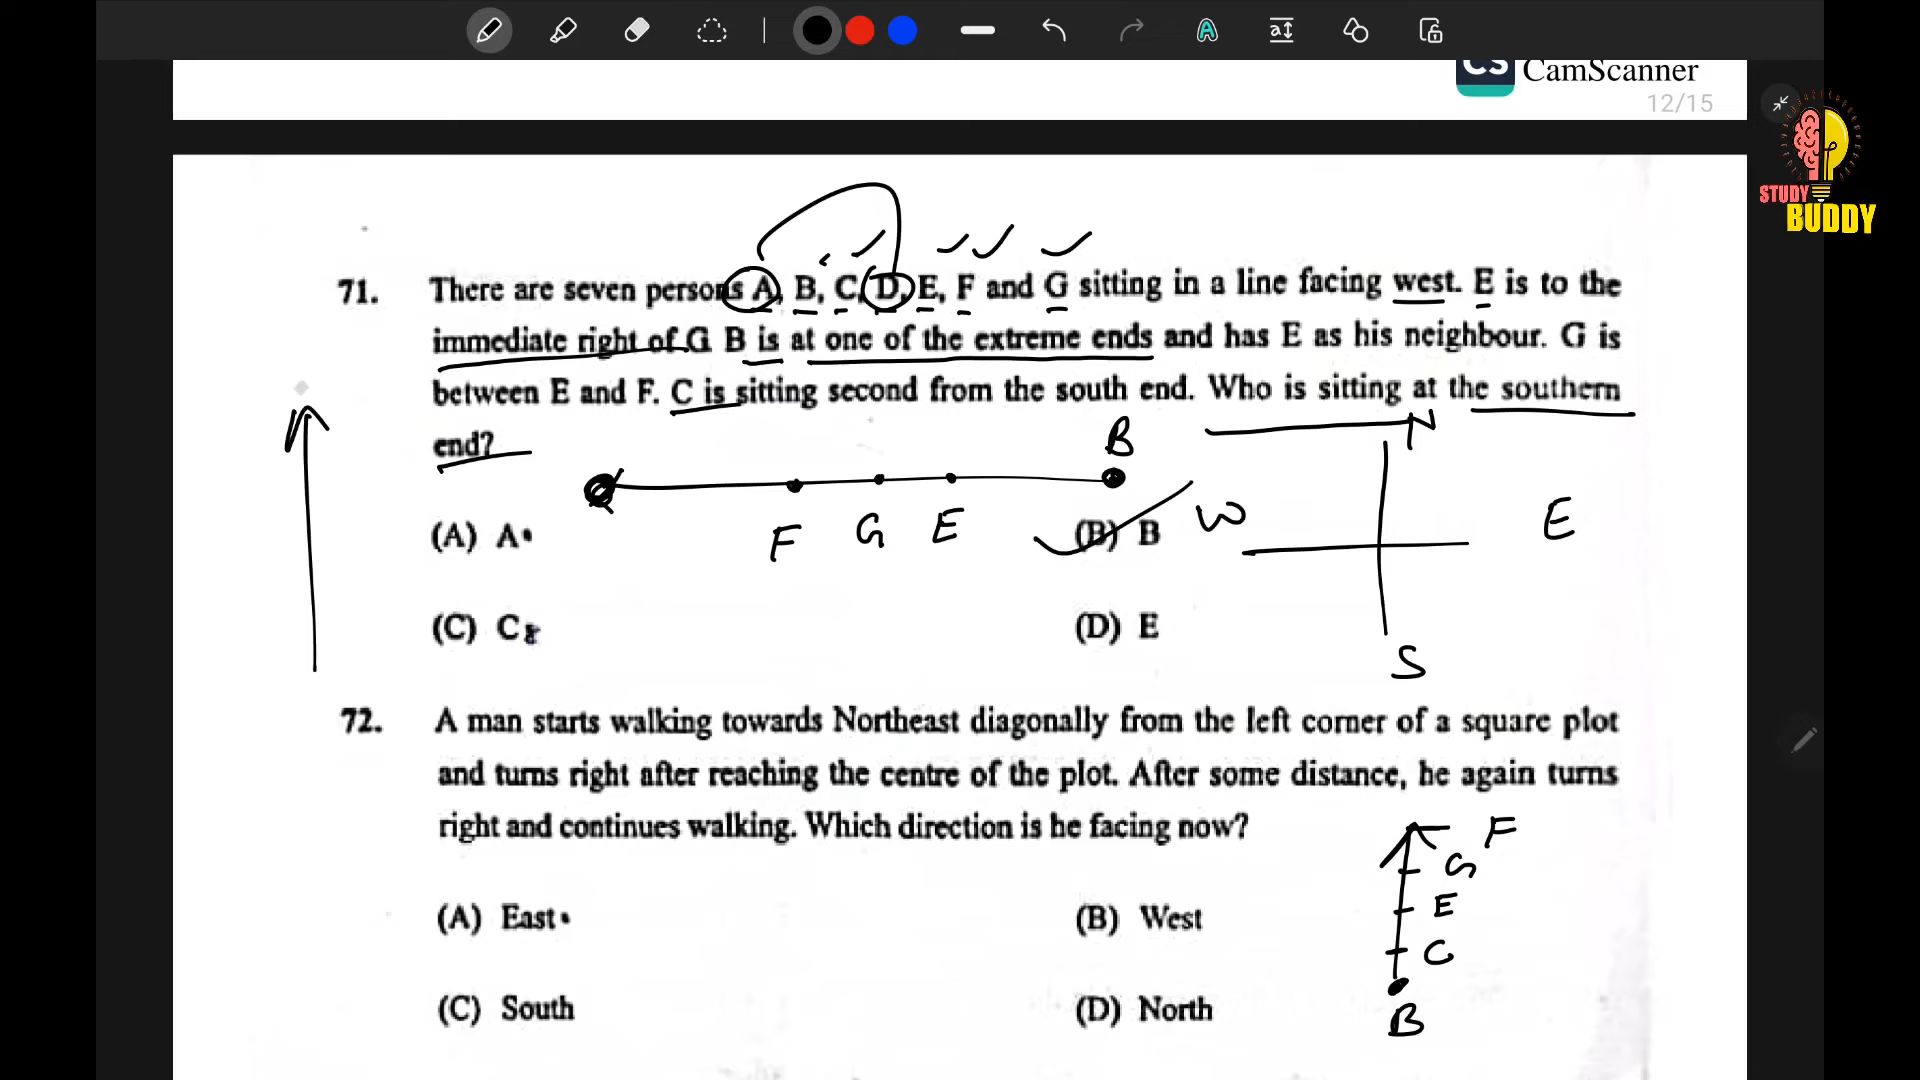 CS CamScanner
12/15
STUDY
BUDDY
71. There are seven persons A, B, C, D, E, F and G sitting in a line facing west. E is to the
immediate right of G B is at one of the extreme ends and has E as his neighbour. G is
between E and F. C is sitting second from the south end. Who is sitting at the southern
end?
N
B
F G E
W E
S
(A) A
(B) B
(C) C
(D) E
72. A man starts walking towards Northeast diagonally from the left corner of a square plot
and turns right after reaching the centre of the plot. After some distance, he again turns
right and continues walking. Which direction is he facing now?
(A) East
(B) West
(C) South
(D) North
F
G
E
C
B